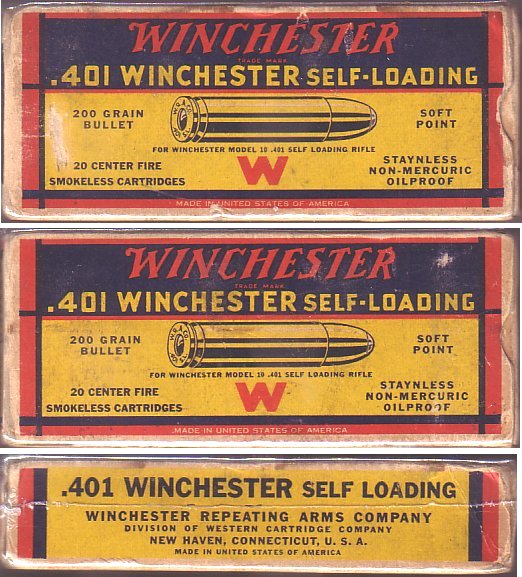 WINCHESTER
TRADE MARK
.401 WINCHESTER SELF-LOADING
200 GRAIN
BULLET
SOFT
POINT
FOR WINCHESTER MODEL 10 .401 SELF LOADING RIFLE
20 CENTER FIRE
SMOKELESS CARTRIDGES
W
STAYNLESS
NON-MERCURIC
OILPROOF
MADE IN UNITED STATES OF AMERICA
WINCHESTER
TRADE MARK
.401 WINCHESTER SELF-LOADING
200 GRAIN
BULLET
SOFT
POINT
FOR WINCHESTER MODEL 10 .401 SELF LOADING RIFLE
20 CENTER FIRE
SMOKELESS CARTRIDGES
W
STAYNLESS
NON-MERCURIC
OILPROOF
MADE IN UNITED STATES OF AMERICA
.401 WINCHESTER SELF LOADING
WINCHESTER REPEATING ARMS COMPANY
DIVISION OF WESTERN CARTRIDGE COMPANY
NEW HAVEN, CONNECTICUT, U. S. A.
MADE IN UNITED STATES OF AMERICA